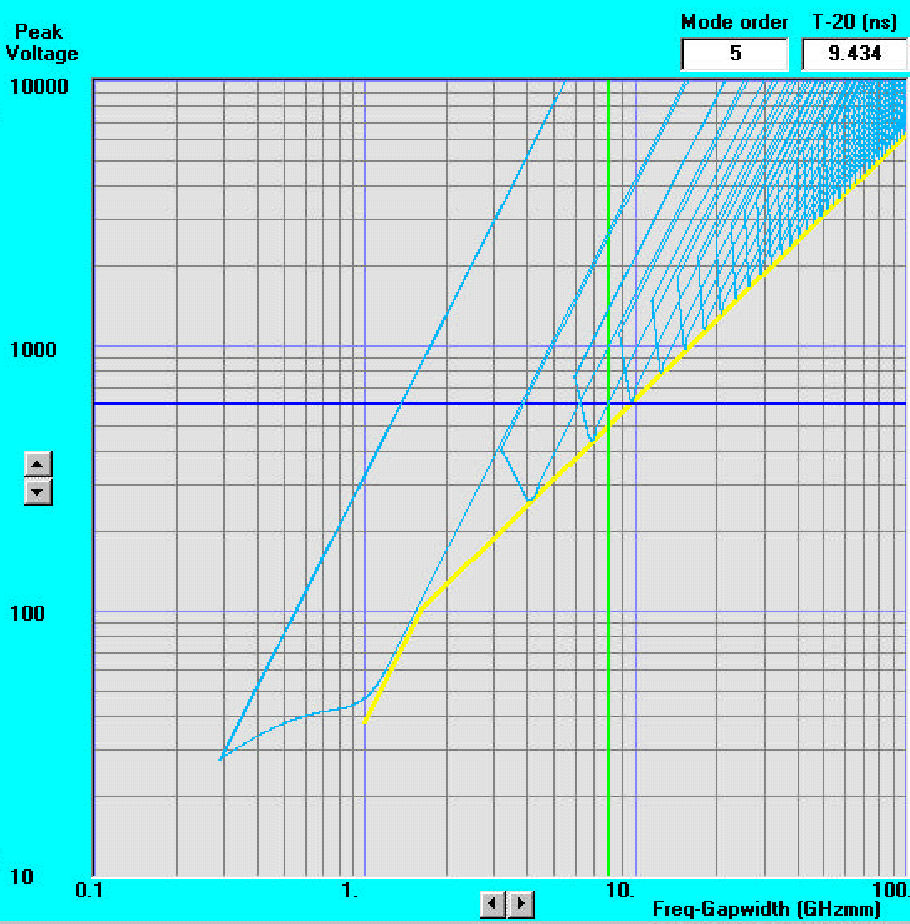 Peak
Voltage
Mode order T-20 (ns)
5 9.434
10000
1000
100
10
0.1 1. 10. 100.
Freq-Gapwidth (GHzmm)